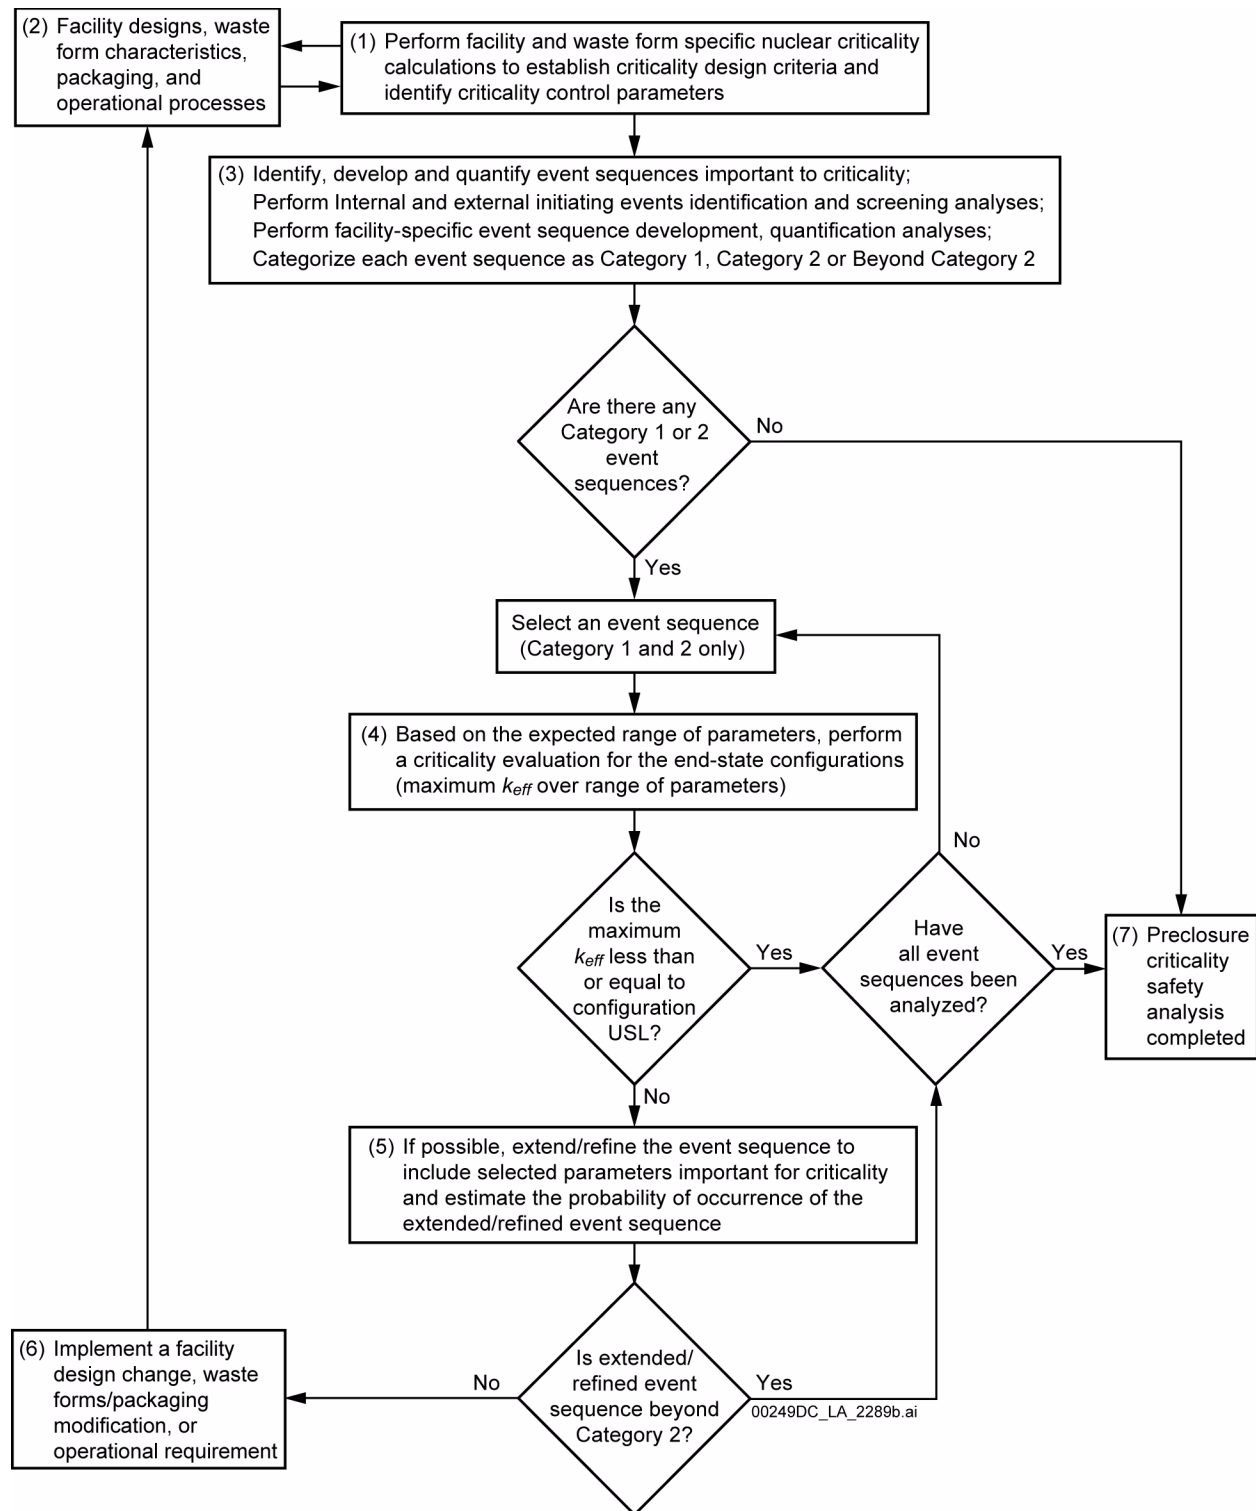 (2) Facility designs, waste
form characteristics,
packaging, and
operational processes
(1) Perform facility and waste form specific nuclear criticality
calculations to establish criticality design criteria and
identify criticality control parameters
(3) Identify, develop and quantify event sequences important to criticality;
Perform Internal and external initiating events identification and screening analyses;
Perform facility-specific event sequence development, quantification analyses;
Categorize each event sequence as Category 1, Category 2 or Beyond Category 2
Are there any
Category 1 or 2
event
sequences?
No
Yes
Select an event sequence
(Category 1 and 2 only)
(4) Based on the expected range of parameters, perform
a criticality evaluation for the end-state configurations
(maximum keff over range of parameters)
No
Is the
maximum
keff less than
or equal to
configuration
USL?
Yes
Have
all event
sequences been
analyzed?
Yes
(7) Preclosure
criticality
safety
analysis
completed
No
(5) If possible, extend/refine the event sequence to
include selected parameters important for criticality
and estimate the probability of occurrence of the
extended/refined event sequence
(6) Implement a facility
design change, waste
forms/packaging
modification, or
operational requirement
No
Is extended/
refined event
sequence beyond
Category 2?
Yes
00249DC_LA_2289b.ai